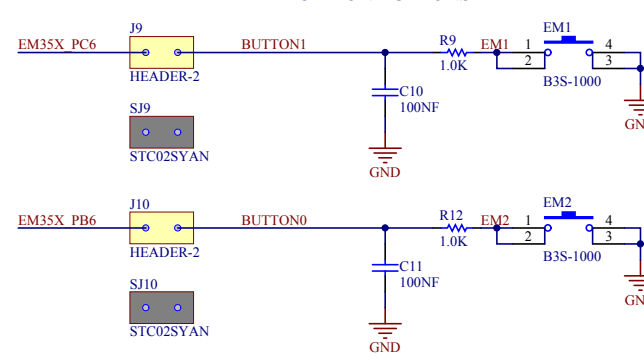 J9
EM35X_PC6
BUTTON1
HEADER-2
R9
1.0K
EM1
EM1
1
2
4
3
B3S-1000
C10
100NF
GND
SJ9
STC02SYAN
J10
EM35X_PB6
BUTTON0
HEADER-2
R12
1.0K
EM2
EM2
1
2
4
3
B3S-1000
C11
100NF
GND
SJ10
STC02SYAN